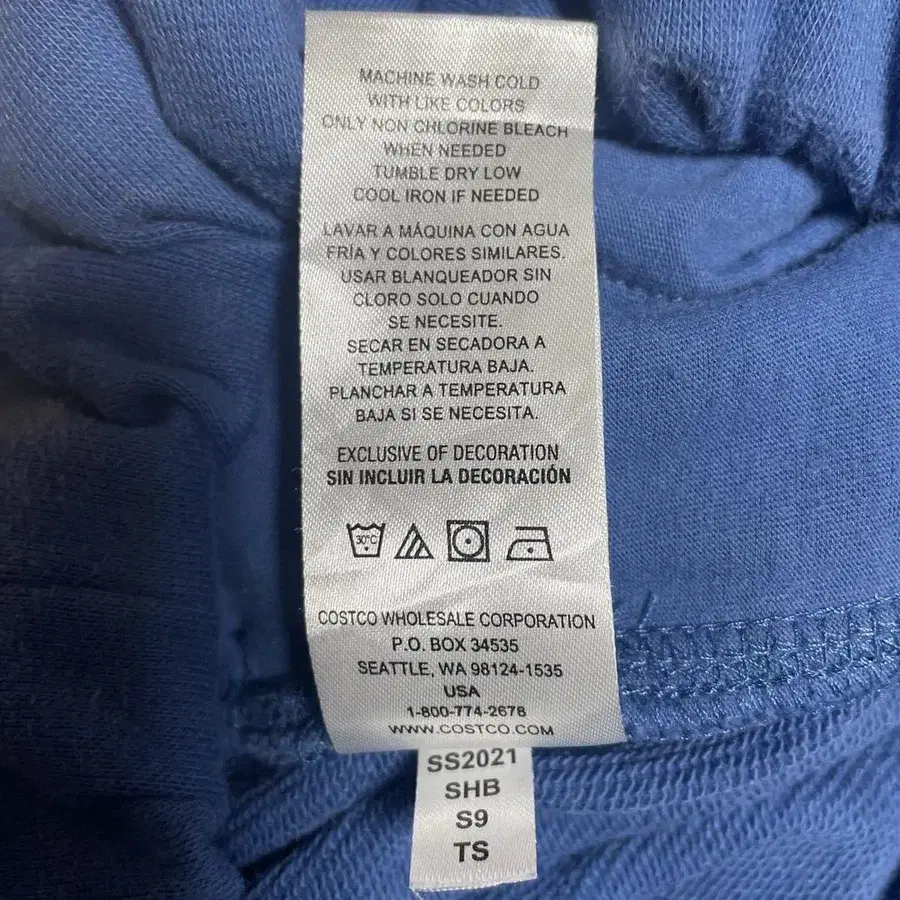 MACHINE WASH COLD
WITH LIKE COLORS
ONLY NON CHLORINE BLEACH
WHEN NEEDED
TUMBLE DRY LOW
COOL IRON IF NEEDED
LAVAR A MÁQUINA CON AGUA
FRÍA Y COLORES SIMILARES.
USAR BLANQUEADOR SIN
CLORO SOLO CUANDO
SE NECESITE.
SECAR EN SECADORA A
TEMPERATURA BAJA.
PLANCHAR A TEMPERATURA
BAJA SI SE NECESITA.
EXCLUSIVE OF DECORATION
SIN INCLUIR LA DECORACIÓN
30°C
COSTCO WHOLESALE CORPORATION
P.O. BOX 34535
SEATTLE, WA 98124-1535
USA
1-800-774-2678
WWW.COSTCO.COM
SS2021
SHB
S9
TS